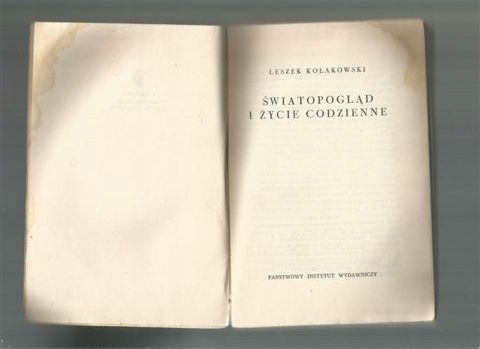 LESZEK KOŁAKOWSKI
ŚWIATOPOGLĄD
I ŻYCIE CODZIENNE
PAŃSTWOWY INSTYTUT WYDAWNICZY